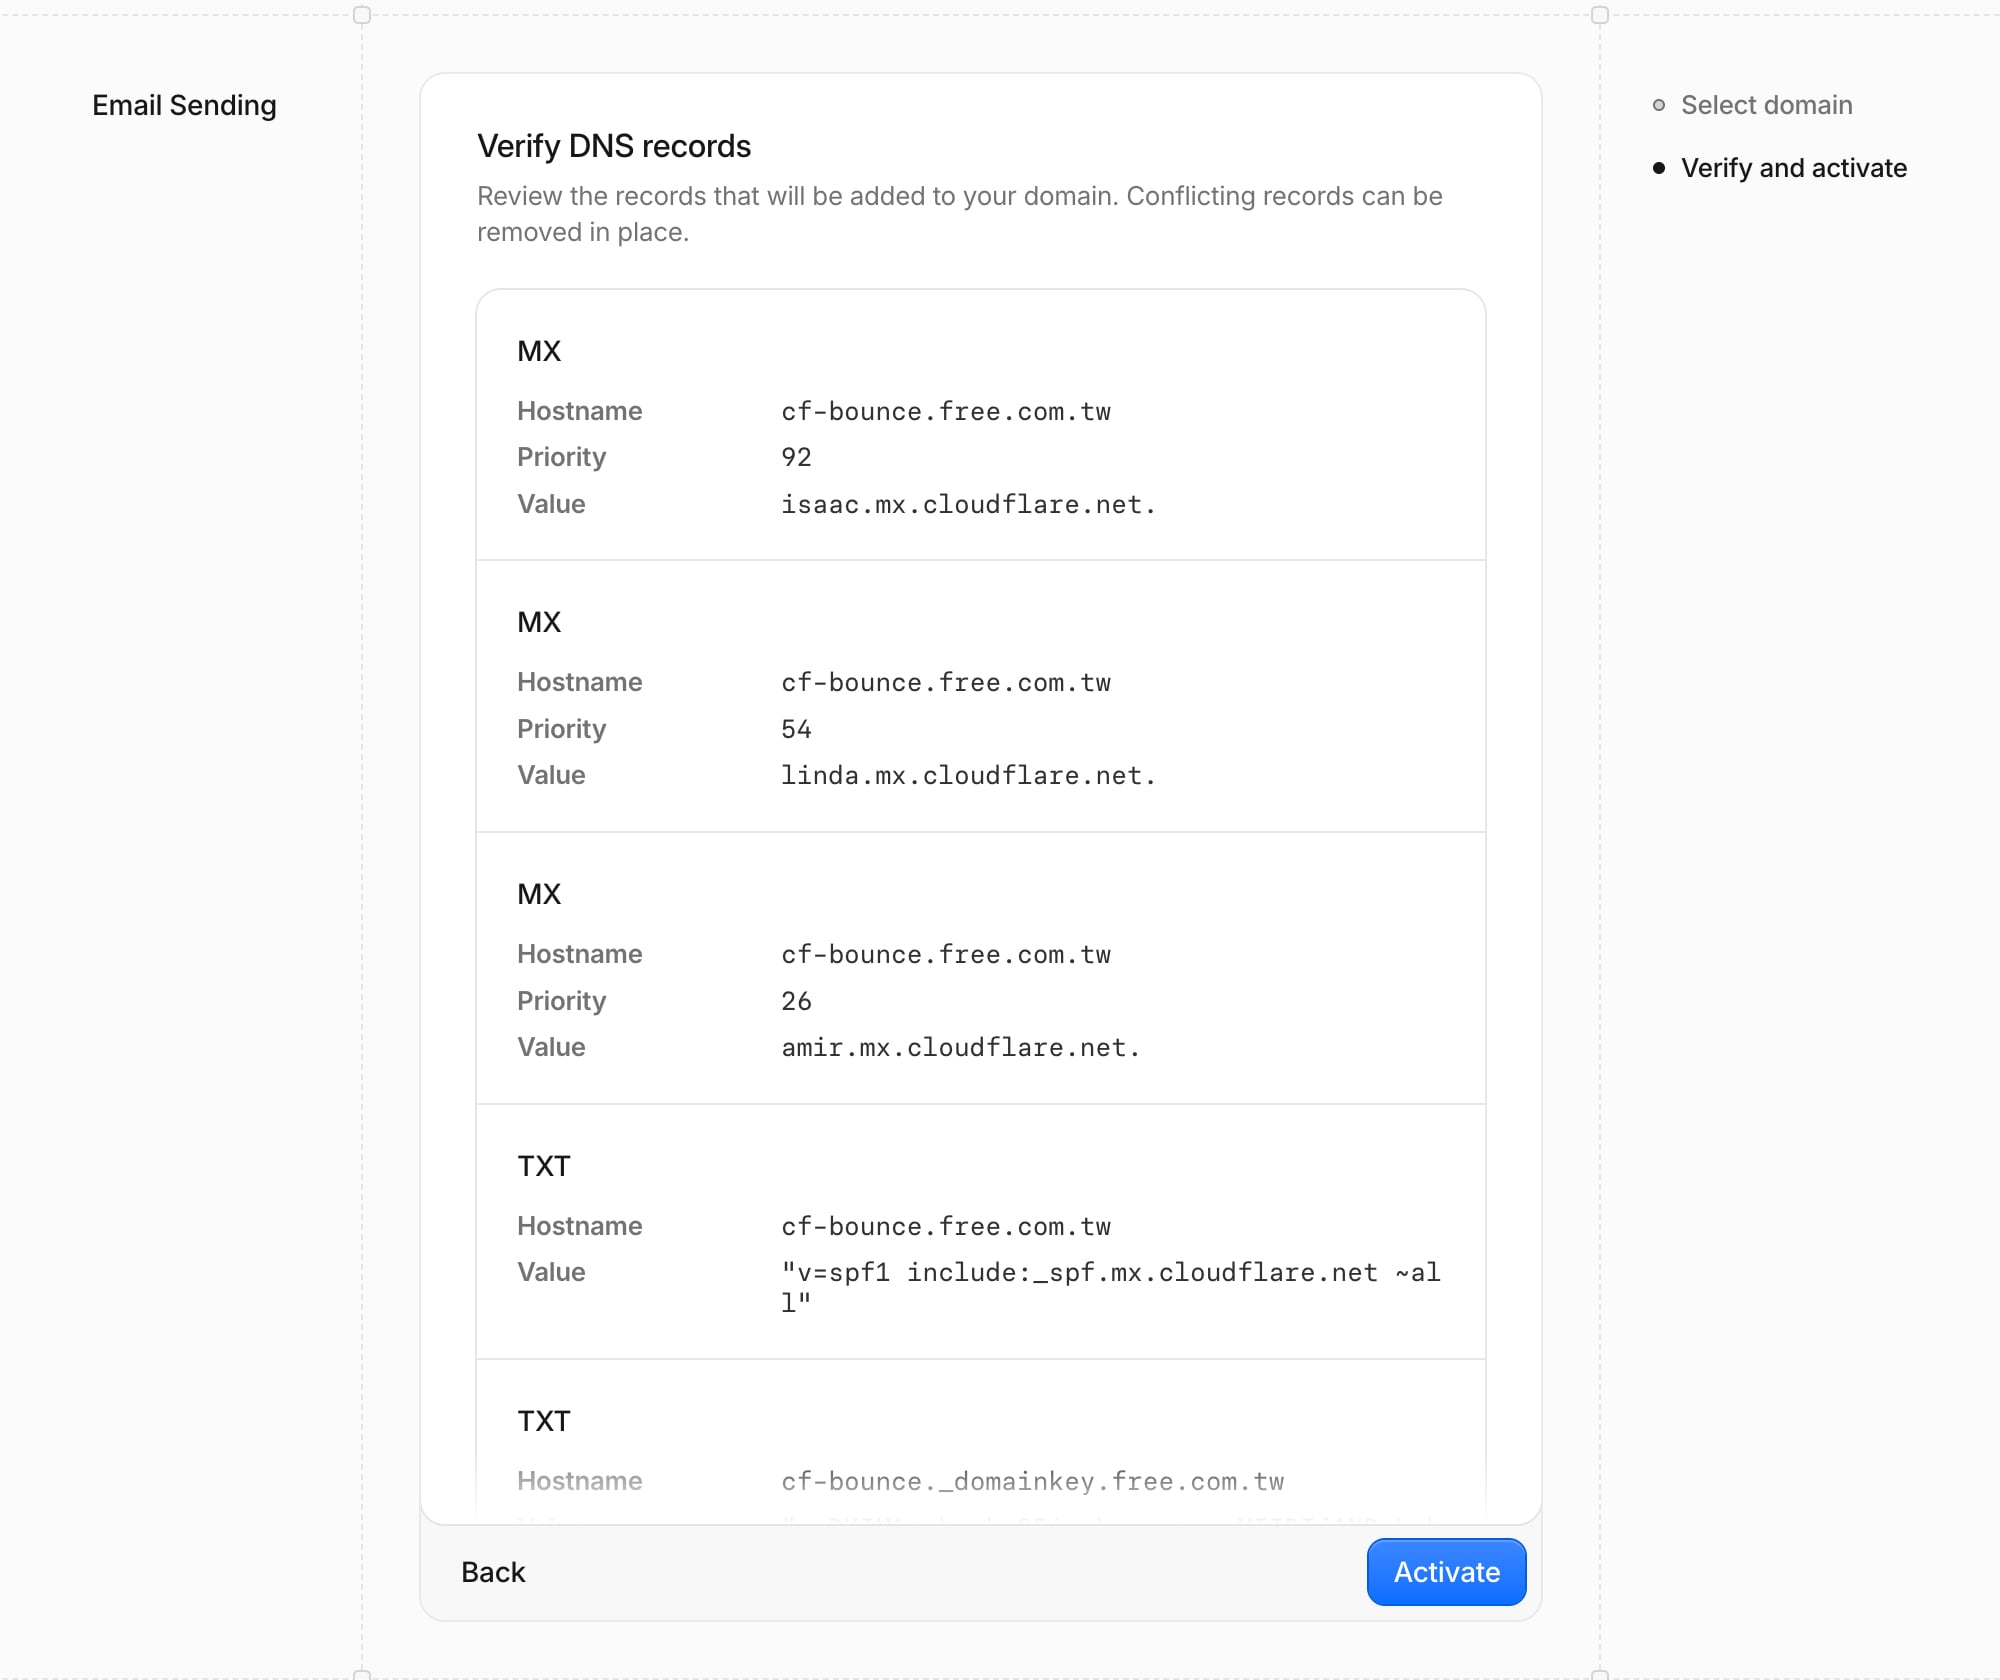 Email Sending
Verify DNS records
Review the records that will be added to your domain. Conflicting records can be
removed in place.
MX
Hostname cf-bounce.free.com.tw
Priority 92
Value isaac.mx.cloudflare.net.
MX
Hostname cf-bounce.free.com.tw
Priority 54
Value linda.mx.cloudflare.net.
MX
Hostname cf-bounce.free.com.tw
Priority 26
Value amir.mx.cloudflare.net.
TXT
Hostname cf-bounce.free.com.tw
Value "v=spf1 include:_spf.mx.cloudflare.net ~al
l"
TXT
Hostname cf-bounce._domainkey.free.com.tw
Back
Activate
Select domain
Verify and activate